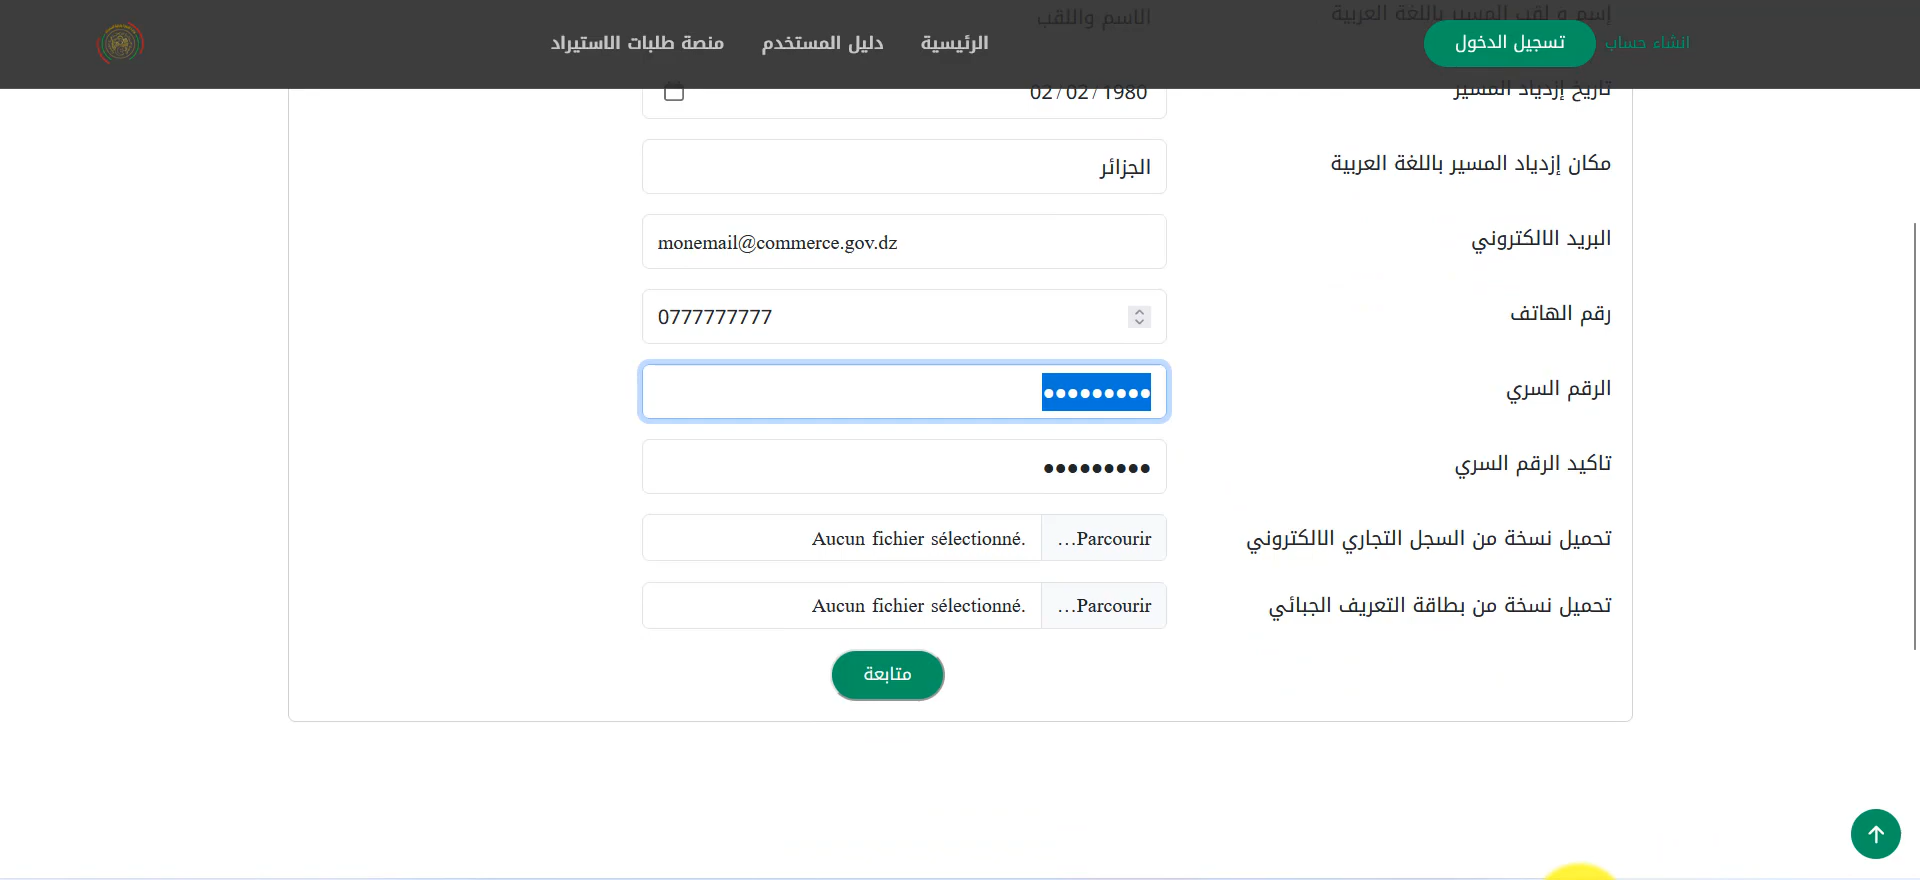 انشاء حساب
تسجيل الدخول
الرئيسية
دليل المستخدم
منصة طلبات الاستيراد
إسم و لقب المسير باللغة العربية
الاسم واللقب
تاريخ إزدياد المسير
02/02/1980
مكان إزدياد المسير باللغة العربية
الجزائر
البريد الالكتروني
monemail@commerce.gov.dz
رقم الهاتف
0777777777
الرقم السري
•••••••••
تاكيد الرقم السري
•••••••••
تحميل نسخة من السجل التجاري الالكتروني
Parcourir…
Aucun fichier sélectionné.
تحميل نسخة من بطاقة التعريف الجبائي
Parcourir…
Aucun fichier sélectionné.
متابعة